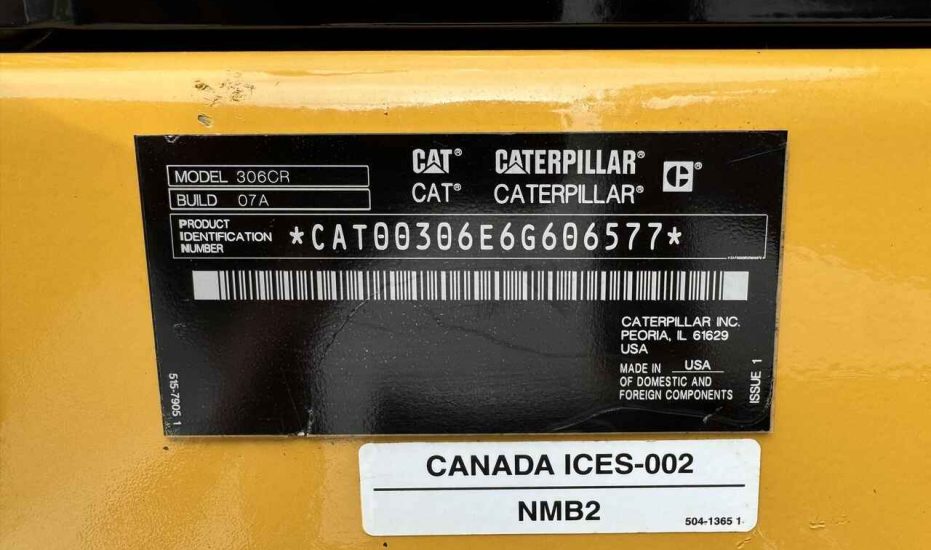 MODEL 306CR
BUILD 07A
CAT® CATERPILLAR® C®
CAT® CATERPILLAR®
PRODUCT
IDENTIFICATION
NUMBER
*CAT00306E6G606577*
CATERPILLAR INC.
PEORIA, IL 61629
USA
MADE IN USA
OF DOMESTIC AND
FOREIGN COMPONENTS
ISSUE 1
515-7905 1
CANADA ICES-002
NMB2
504-1365 1